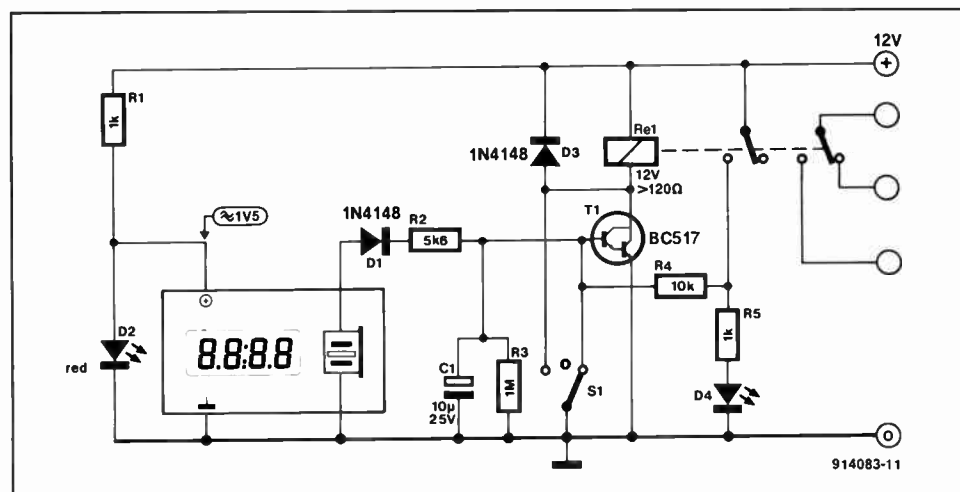 12V
+
R1
1k
1N4148
D3
Re1
12V
>120Ω
≈1V5
1N4148
D1
R2
5k6
T1
BC517
R4
10k
R5
1k
D2
red
8.8:8.8
C1
10µ
25V
R3
1M
O
S1
D4
0
914083-11